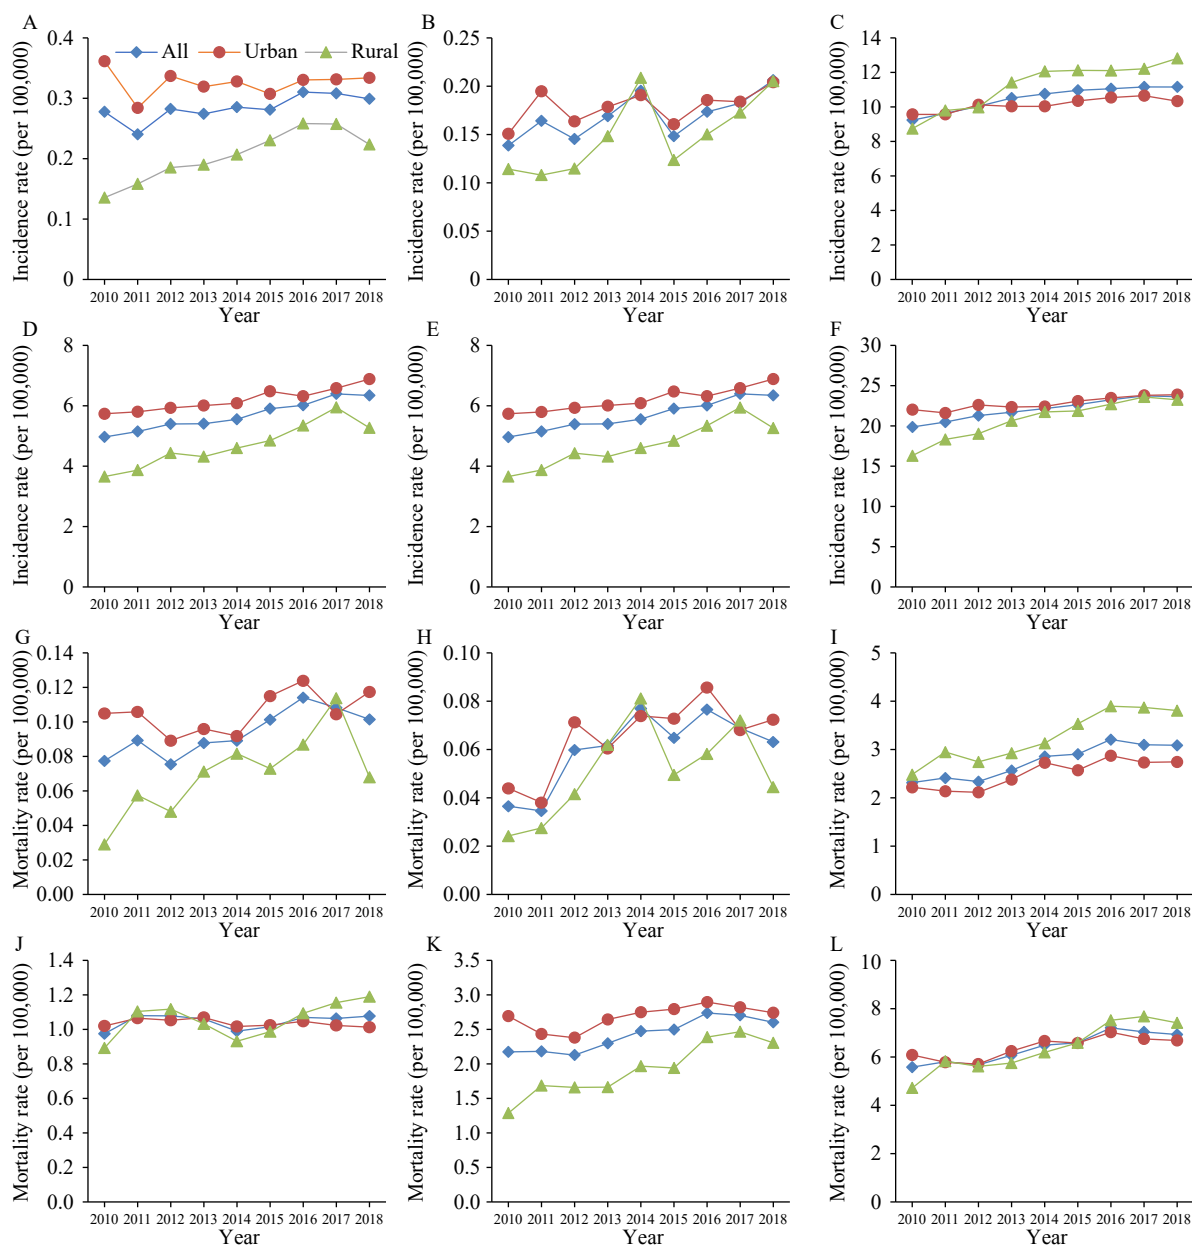 A
Incidence rate (per 100,000)
0.4
0.3
0.2
0.1
0
All Urban Rural
2010 2011 2012 2013 2014 2015 2016 2017 2018
Year
B
Incidence rate (per 100,000)
0.25
0.20
0.15
0.10
0.05
0
2010 2011 2012 2013 2014 2015 2016 2017 2018
Year
C
Incidence rate (per 100,000)
14
12
10
8
6
4
2
0
2010 2011 2012 2013 2014 2015 2016 2017 2018
Year
D
Incidence rate (per 100,000)
8
6
4
2
0
2010 2011 2012 2013 2014 2015 2016 2017 2018
Year
E
Incidence rate (per 100,000)
8
6
4
2
0
2010 2011 2012 2013 2014 2015 2016 2017 2018
Year
F
Incidence rate (per 100,000)
30
25
20
15
10
5
0
2010 2011 2012 2013 2014 2015 2016 2017 2018
Year
G
Mortality rate (per 100,000)
0.14
0.12
0.10
0.08
0.06
0.04
0.02
0.00
2010 2011 2012 2013 2014 2015 2016 2017 2018
Year
H
Mortality rate (per 100,000)
0.10
0.08
0.06
0.04
0.02
0.00
2010 2011 2012 2013 2014 2015 2016 2017 2018
Year
I
Mortality rate (per 100,000)
5
4
3
2
1
0
2010 2011 2012 2013 2014 2015 2016 2017 2018
Year
J
Mortality rate (per 100,000)
1.4
1.2
1.0
0.8
0.6
0.4
0.2
0.0
2010 2011 2012 2013 2014 2015 2016 2017 2018
Year
K
Mortality rate (per 100,000)
3.5
3.0
2.5
2.0
1.5
1.0
0.5
0.0
2010 2011 2012 2013 2014 2015 2016 2017 2018
Year
L
Mortality rate (per 100,000)
10
8
6
4
2
0
2010 2011 2012 2013 2014 2015 2016 2017 2018
Year